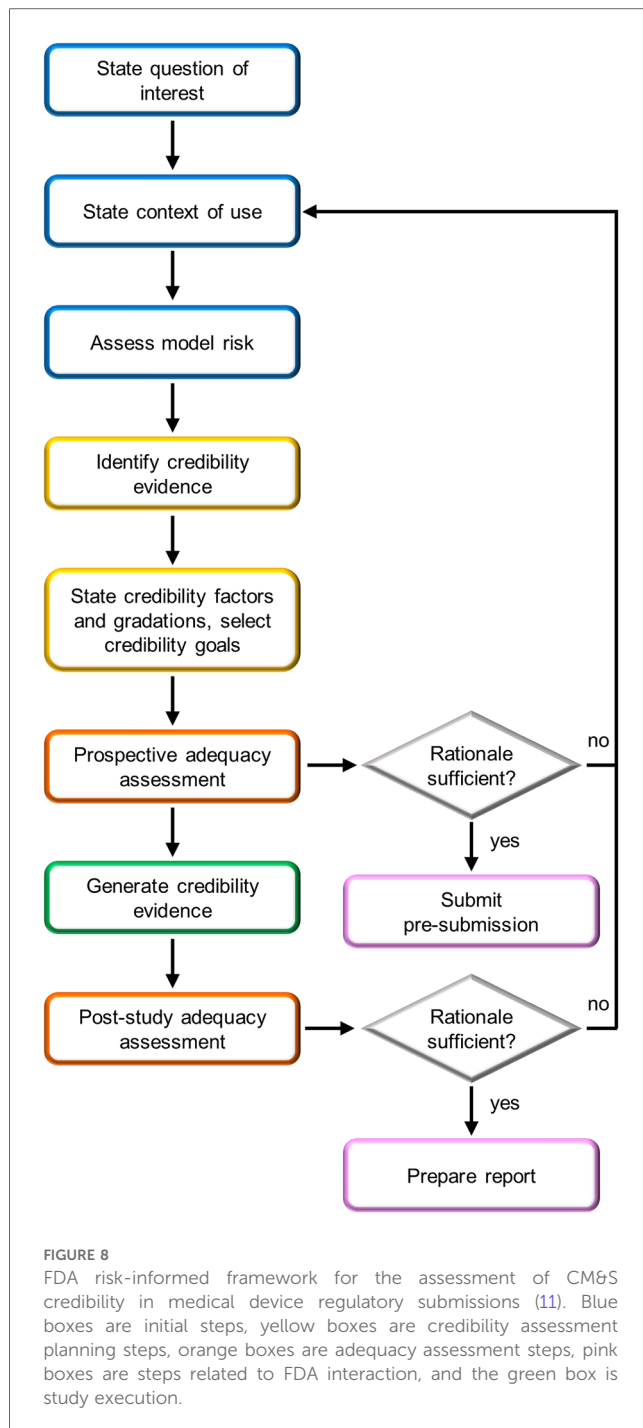 State question of
interest
State context of use
Assess model risk
Identify credibility
evidence
State credibility factors
and gradations, select
credibility goals
Prospective adequacy
assessment
Rationale
sufficient?
no
yes
Generate credibility
evidence
Submit
pre-submission
Post-study adequacy
assessment
Rationale
sufficient?
no
yes
Prepare report
FIGURE 8
FDA risk-informed framework for the assessment of CM&S
credibility in medical device regulatory submissions (11). Blue
boxes are initial steps, yellow boxes are credibility assessment
planning steps, orange boxes are adequacy assessment steps, pink
boxes are steps related to FDA interaction, and the green box is
study execution.